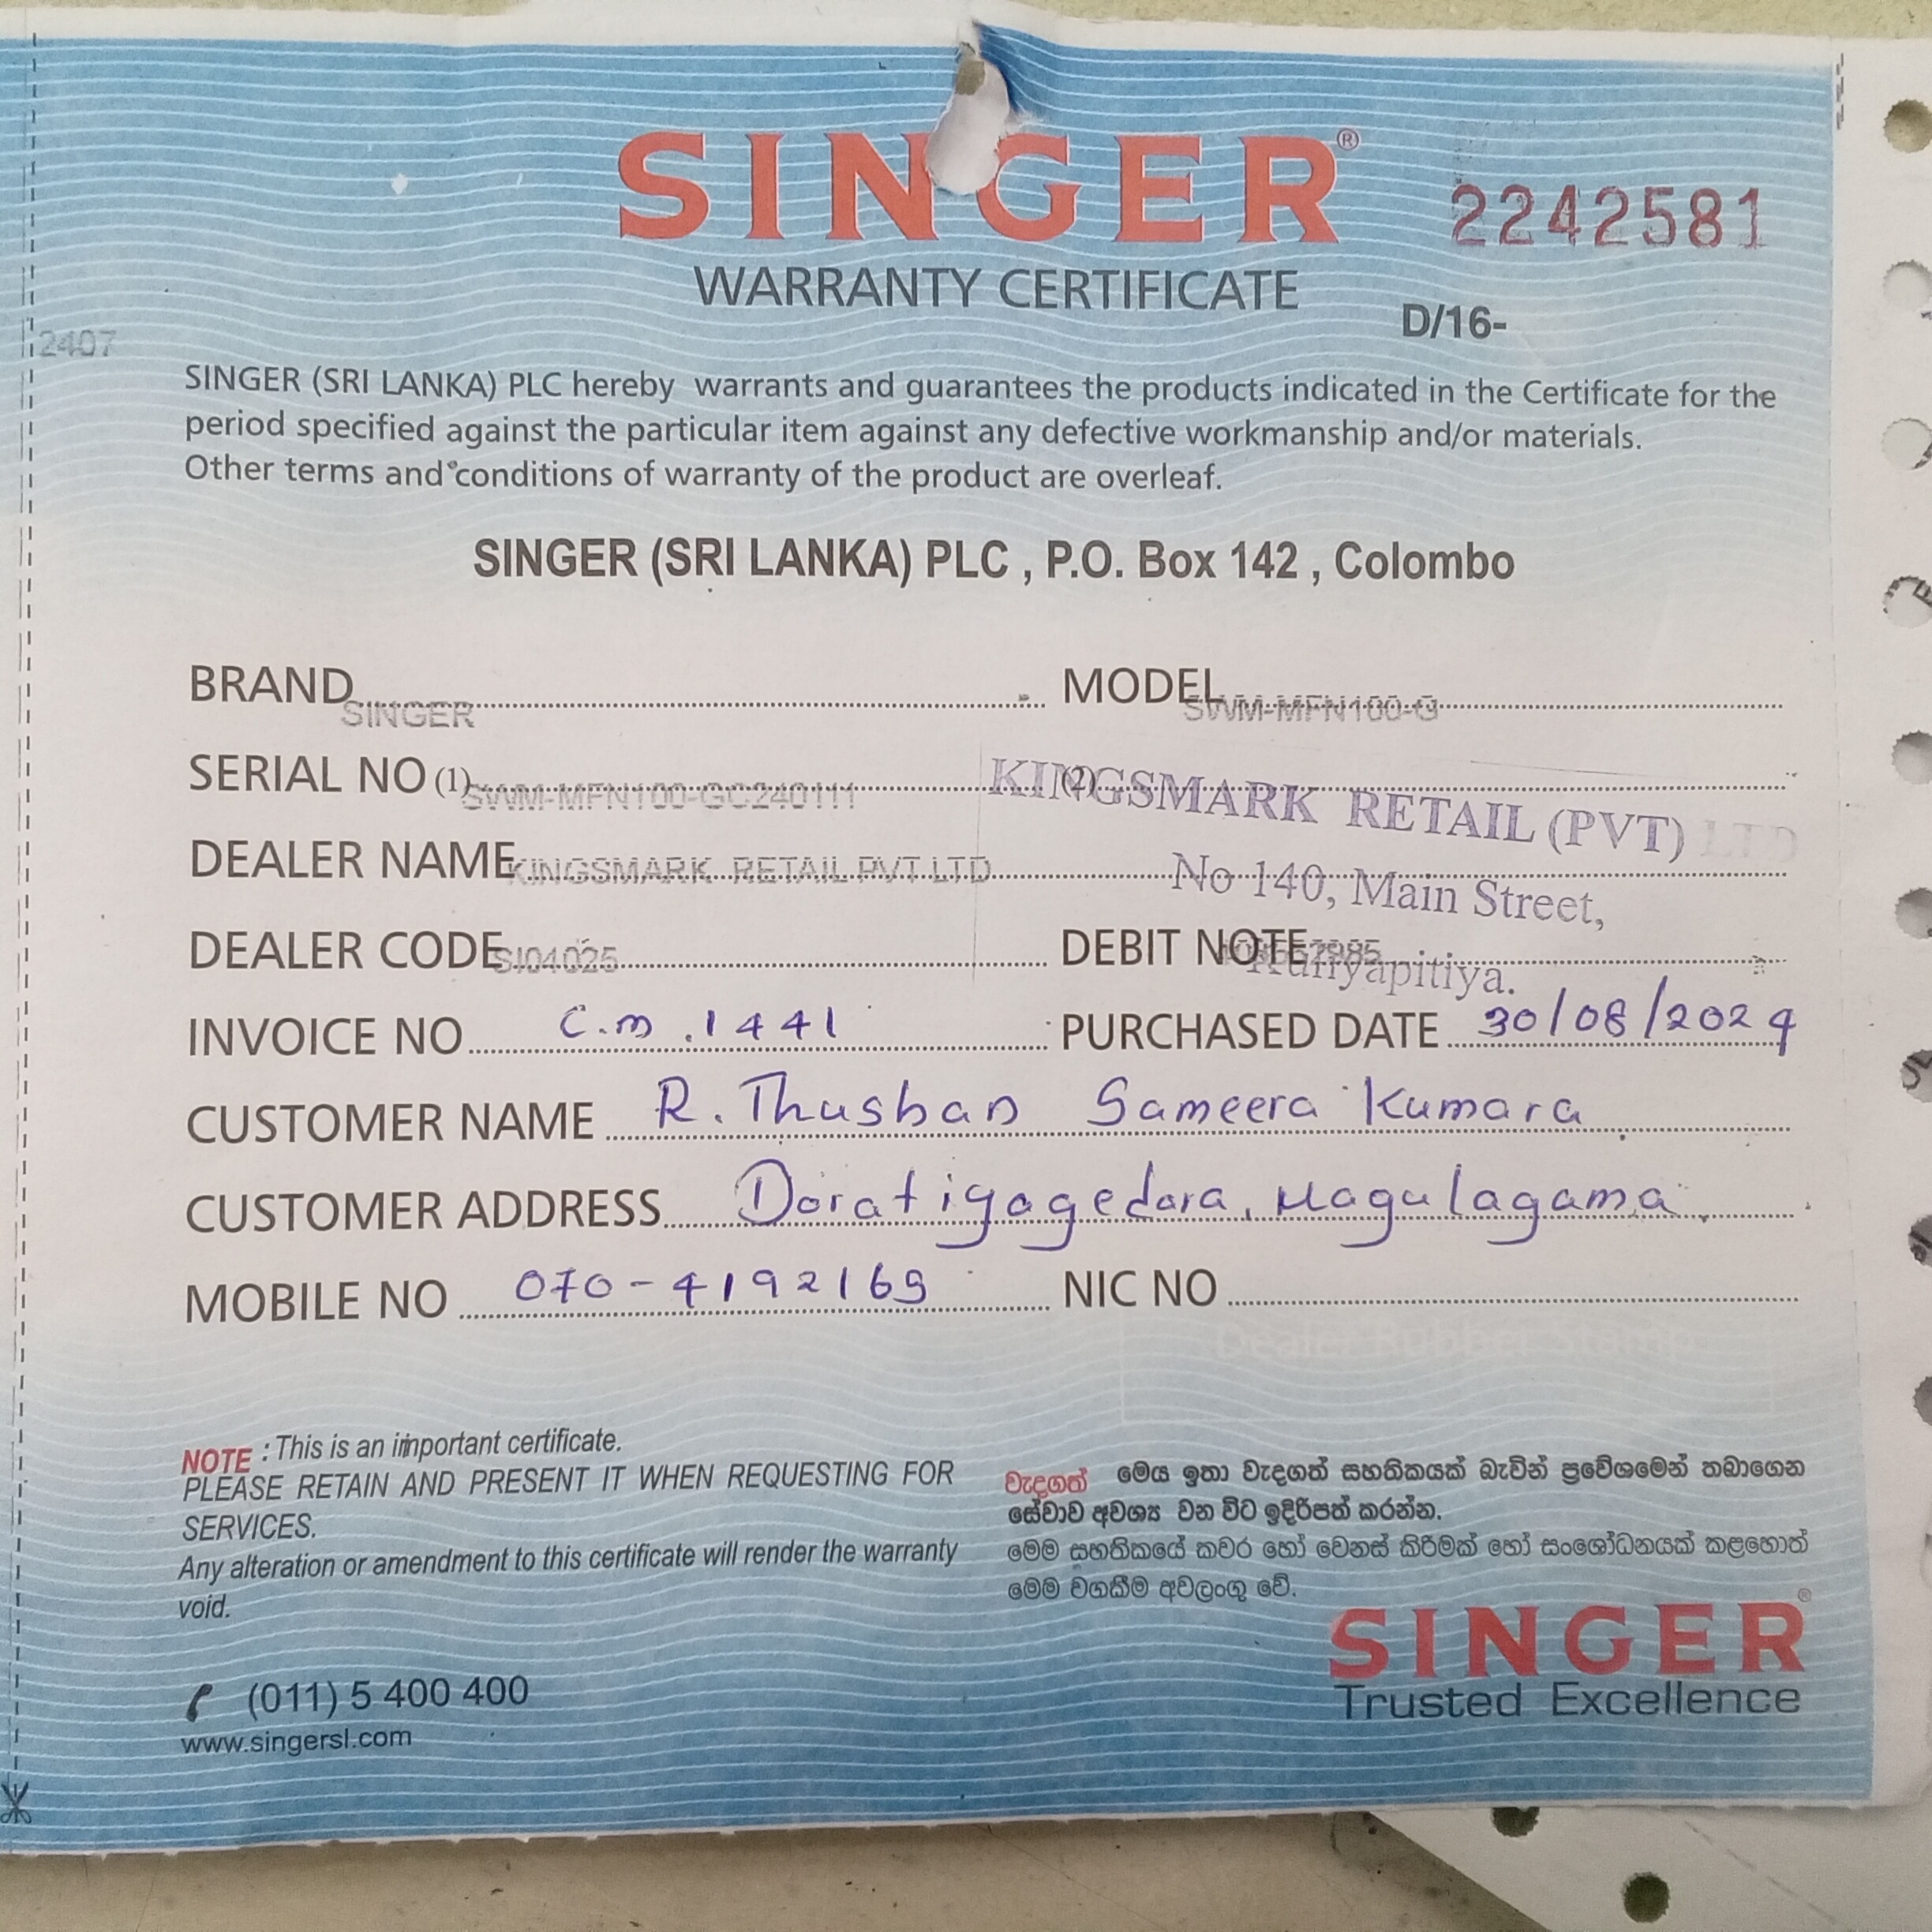 SINGER®
2242581
WARRANTY CERTIFICATE
D/16-
2407
SINGER (SRI LANKA) PLC hereby warrants and guarantees the products indicated in the Certificate for the
period specified against the particular item against any defective workmanship and/or materials.
Other terms and conditions of warranty of the product are overleaf.
SINGER (SRI LANKA) PLC , P.O. Box 142 , Colombo
BRAND SINGER MODEL SWM-MFN100-G
SERIAL NO (1) SWM-MFN100-GC240111 (2)
KINGSMARK RETAIL (PVT) LTD
DEALER NAME KINGSMARK RETAIL PVT LTD
No 140, Main Street,
DEALER CODE SI04025 DEBIT NOTE
Kuliyapitiya.
INVOICE NO C.M .1441 PURCHASED DATE 30/08/2024
CUSTOMER NAME R. Thushan Sameera Kumara
CUSTOMER ADDRESS Doratiyagedara, Magulagama.
MOBILE NO 070-4192169 NIC NO
Dealer Rubber Stamp
NOTE : This is an important certificate.
PLEASE RETAIN AND PRESENT IT WHEN REQUESTING FOR
SERVICES.
Any alteration or amendment to this certificate will render the warranty
void.
වැදගත් මෙය ඉතා වැදගත් සහතිකයක් බැවින් ප්‍රවේශමෙන් තබාගෙන
සේවාව අවශ්‍ය වන විට ඉදිරිපත් කරන්න.
මෙම සහතිකයේ කවර හෝ වෙනස් කිරීමක් හෝ සංශෝධනයක් කළහොත්
මෙම වගකීම අවලංගු වේ.
(011) 5 400 400
www.singersl.com
SINGER®
Trusted Excellence